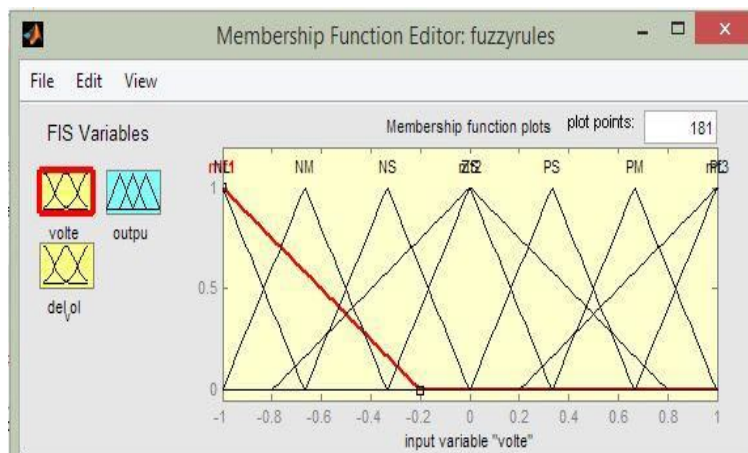 Membership Function Editor: fuzzyrules
File Edit View
FIS Variables
volte
outpu
del_vol
Membership function plots
plot points:
181
NM NS PS PM
1
0.5
0
-1 -0.8 -0.6 -0.4 -0.2 0 0.2 0.4 0.6 0.8 1
input variable "volte"